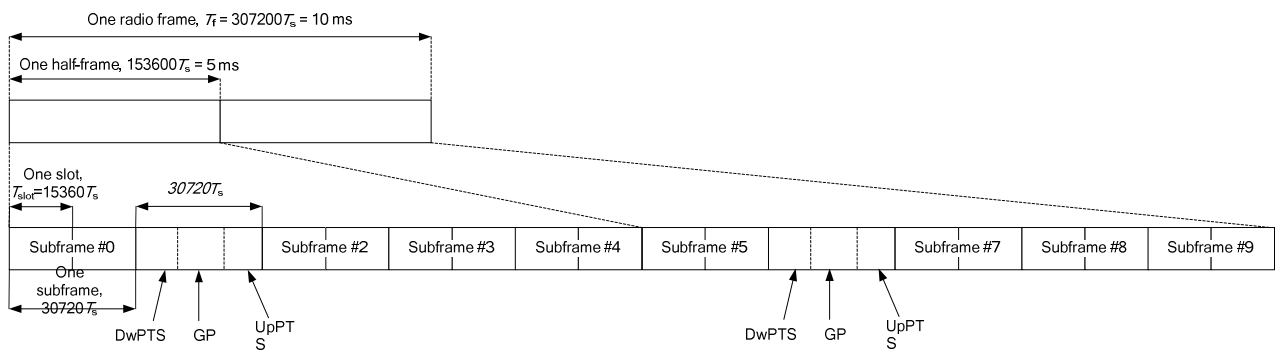 One radio frame, Tf = 307200Ts = 10 ms
One half-frame, 153600Ts = 5 ms
One slot,
Tslot=15360Ts
30720Ts
Subframe #0
Subframe #2
Subframe #3
Subframe #4
Subframe #5
Subframe #7
Subframe #8
Subframe #9
One
subframe,
30720Ts
DwPTS
GP
UpPT
S
DwPTS
GP
UpPT
S